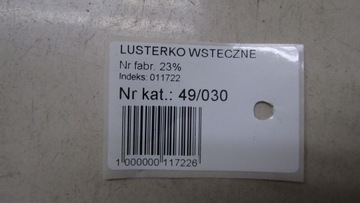 LUSTERKO WSTECZNE
Nr fabr. 23%
Indeks: 011722
Nr kat.: 49/030
1 000000 117226